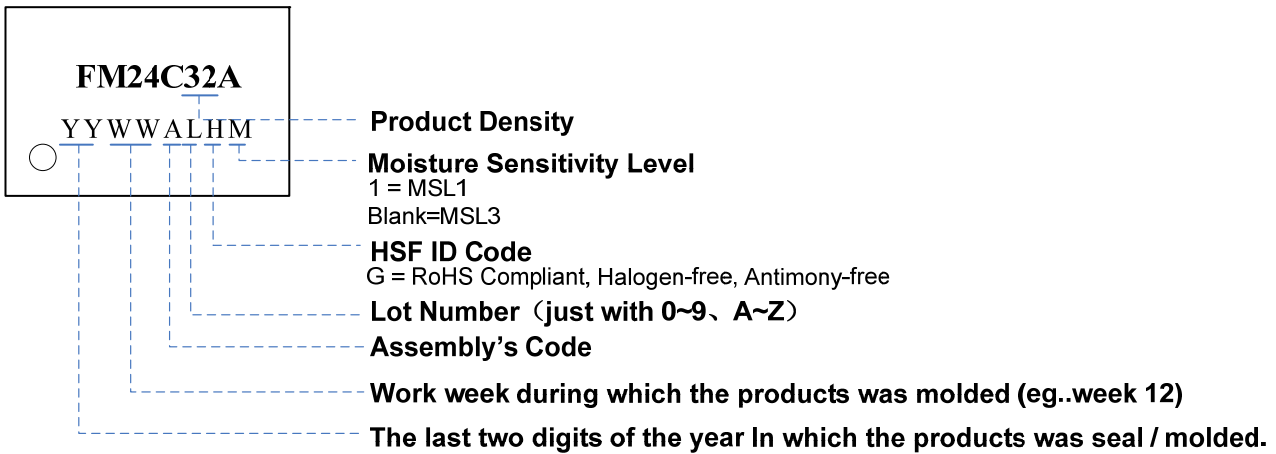 FM24C32A
YYWWALHM
Product Density
Moisture Sensitivity Level
1 = MSL1
Blank=MSL3
HSF ID Code
G = RoHS Compliant, Halogen-free, Antimony-free
Lot Number（just with 0~9、A~Z）
Assembly's Code
Work week during which the products was molded (eg..week 12)
The last two digits of the year In which the products was seal / molded.